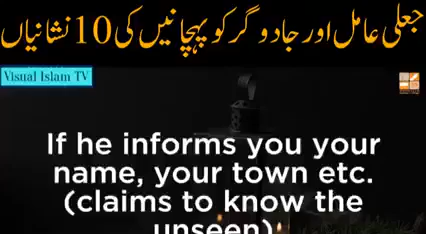 جعلی عامل اور جادوگر کو پہچانیں کی 10 نشانیاں
Visual Islam TV
If he informs you your
name, your town etc.
(claims to know the
unseen)